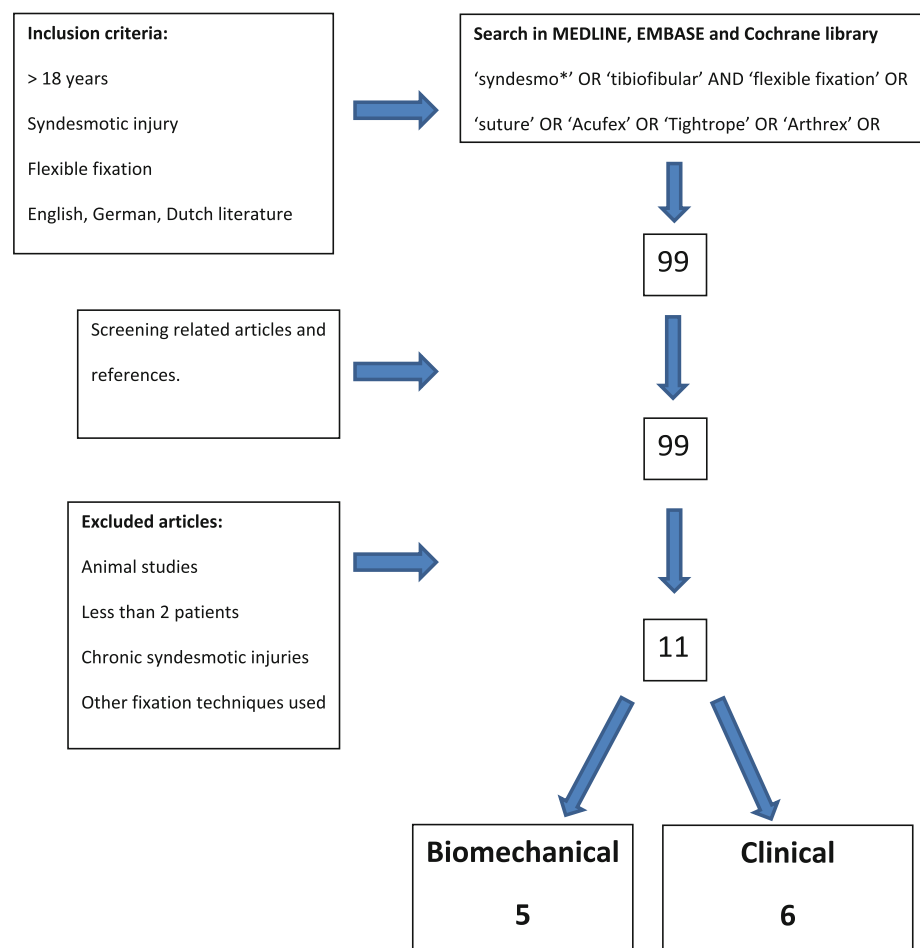 Inclusion criteria:
> 18 years
Syndesmotic injury
Flexible fixation
English, German, Dutch literature
Search in MEDLINE, EMBASE and Cochrane library
‘syndesmo*’ OR ‘tibiofibular’ AND ‘flexible fixation’ OR
‘suture’ OR ‘Acufex’ OR ‘Tightrope’ OR ‘Arthrex’ OR
99
Screening related articles and
references.
99
Excluded articles:
Animal studies
Less than 2 patients
Chronic syndesmotic injuries
Other fixation techniques used
11
Biomechanical
5
Clinical
6